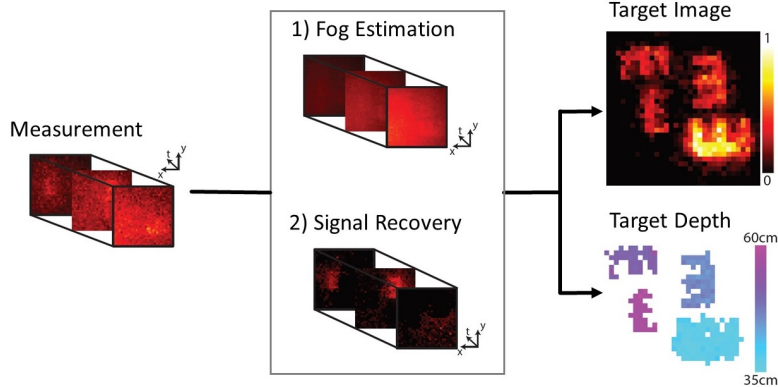 Measurement
t
y
x
1) Fog Estimation
t
y
x
2) Signal Recovery
t
y
x
Target Image
1
0
Target Depth
60cm
35cm